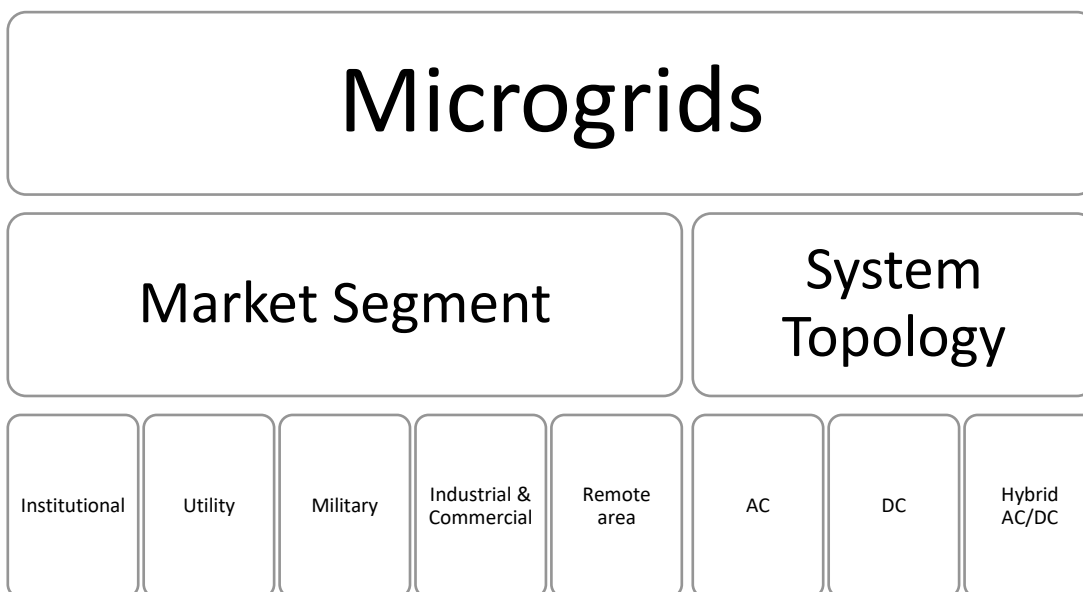 Microgrids
Market Segment
System
Topology
Institutional
Utility
Military
Industrial &
Commercial
Remote
area
AC
DC
Hybrid
AC/DC